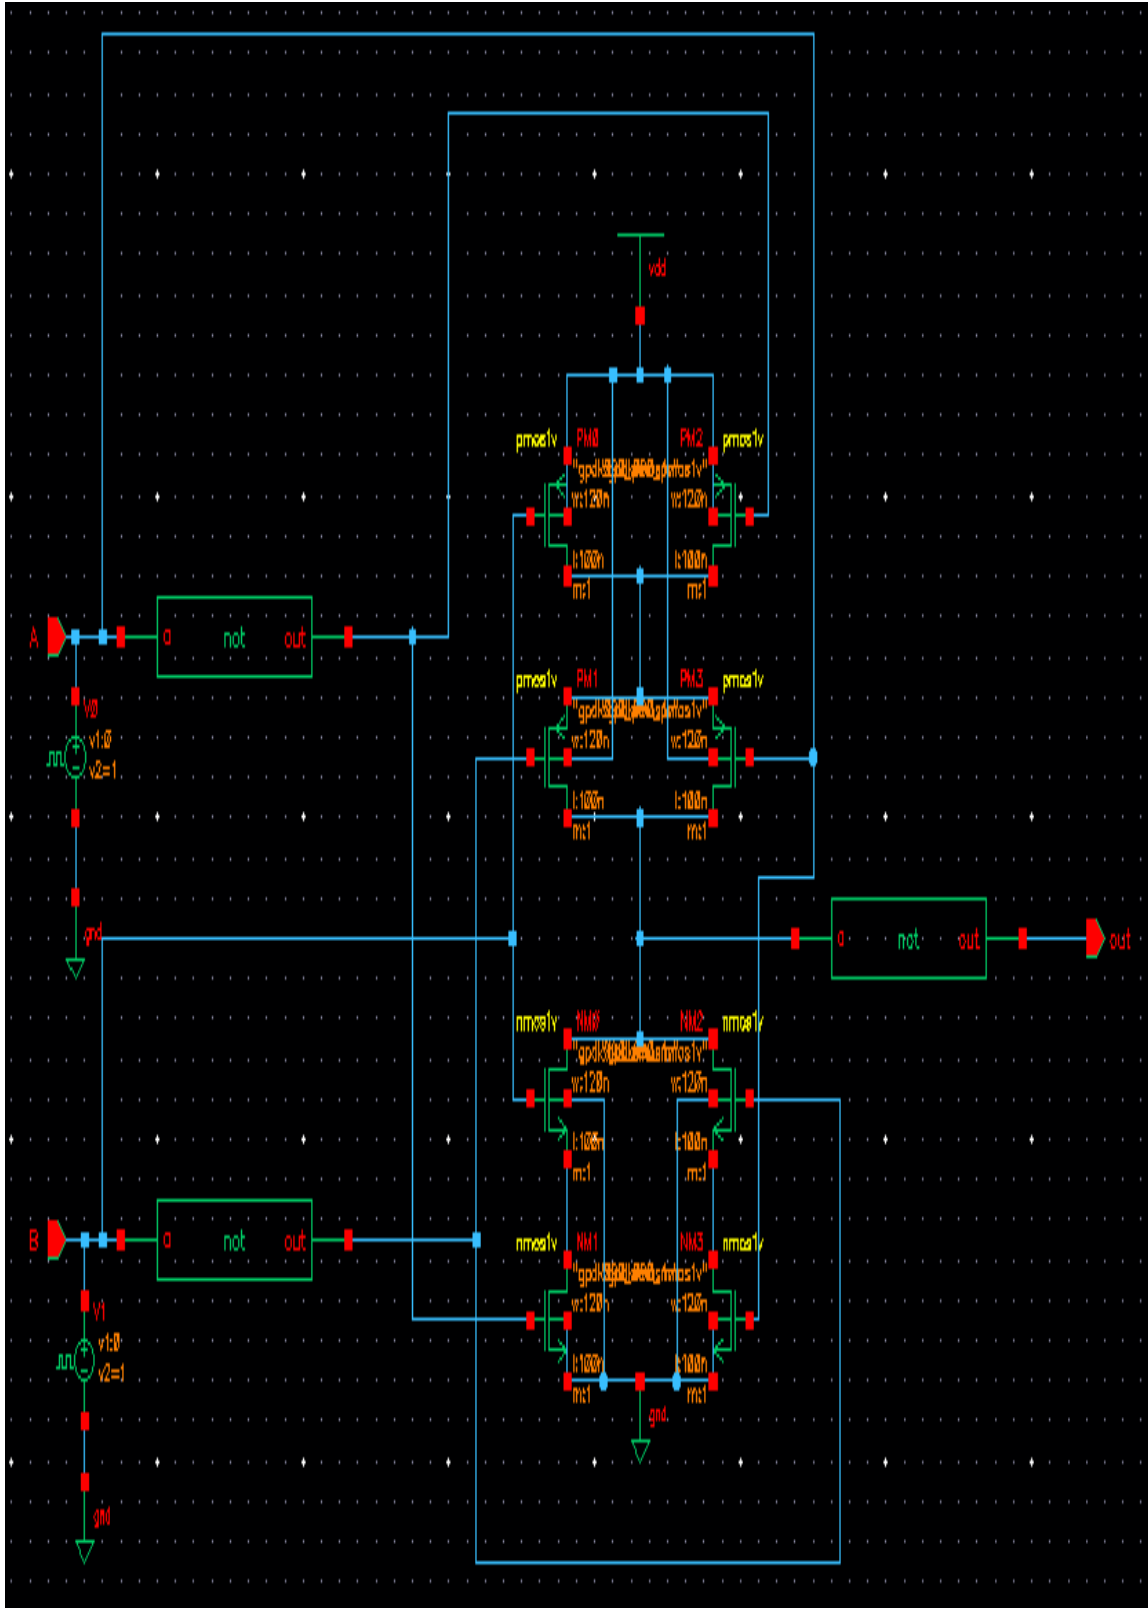 vdd
pmos1v PM0 PM2 pmos1v
w:120n w:120n
l:100n l:100n
m:1 m:1
A a not out
pmos1v PM1 PM3 pmos1v
V0
w:120n w:120n
v1:0
v2=1
l:100n l:100n
m:1 m:1
gnd a not out out
nmos1v NM0 NM2 nmos1v
w:120n w:120n
l:100n l:100n
m:1 m:1
B a not out
nmos1v NM1 NM3 nmos1v
V1
w:120n w:120n
v1:0
v2=1
l:100n l:100n
m:1 m:1
gnd
gnd